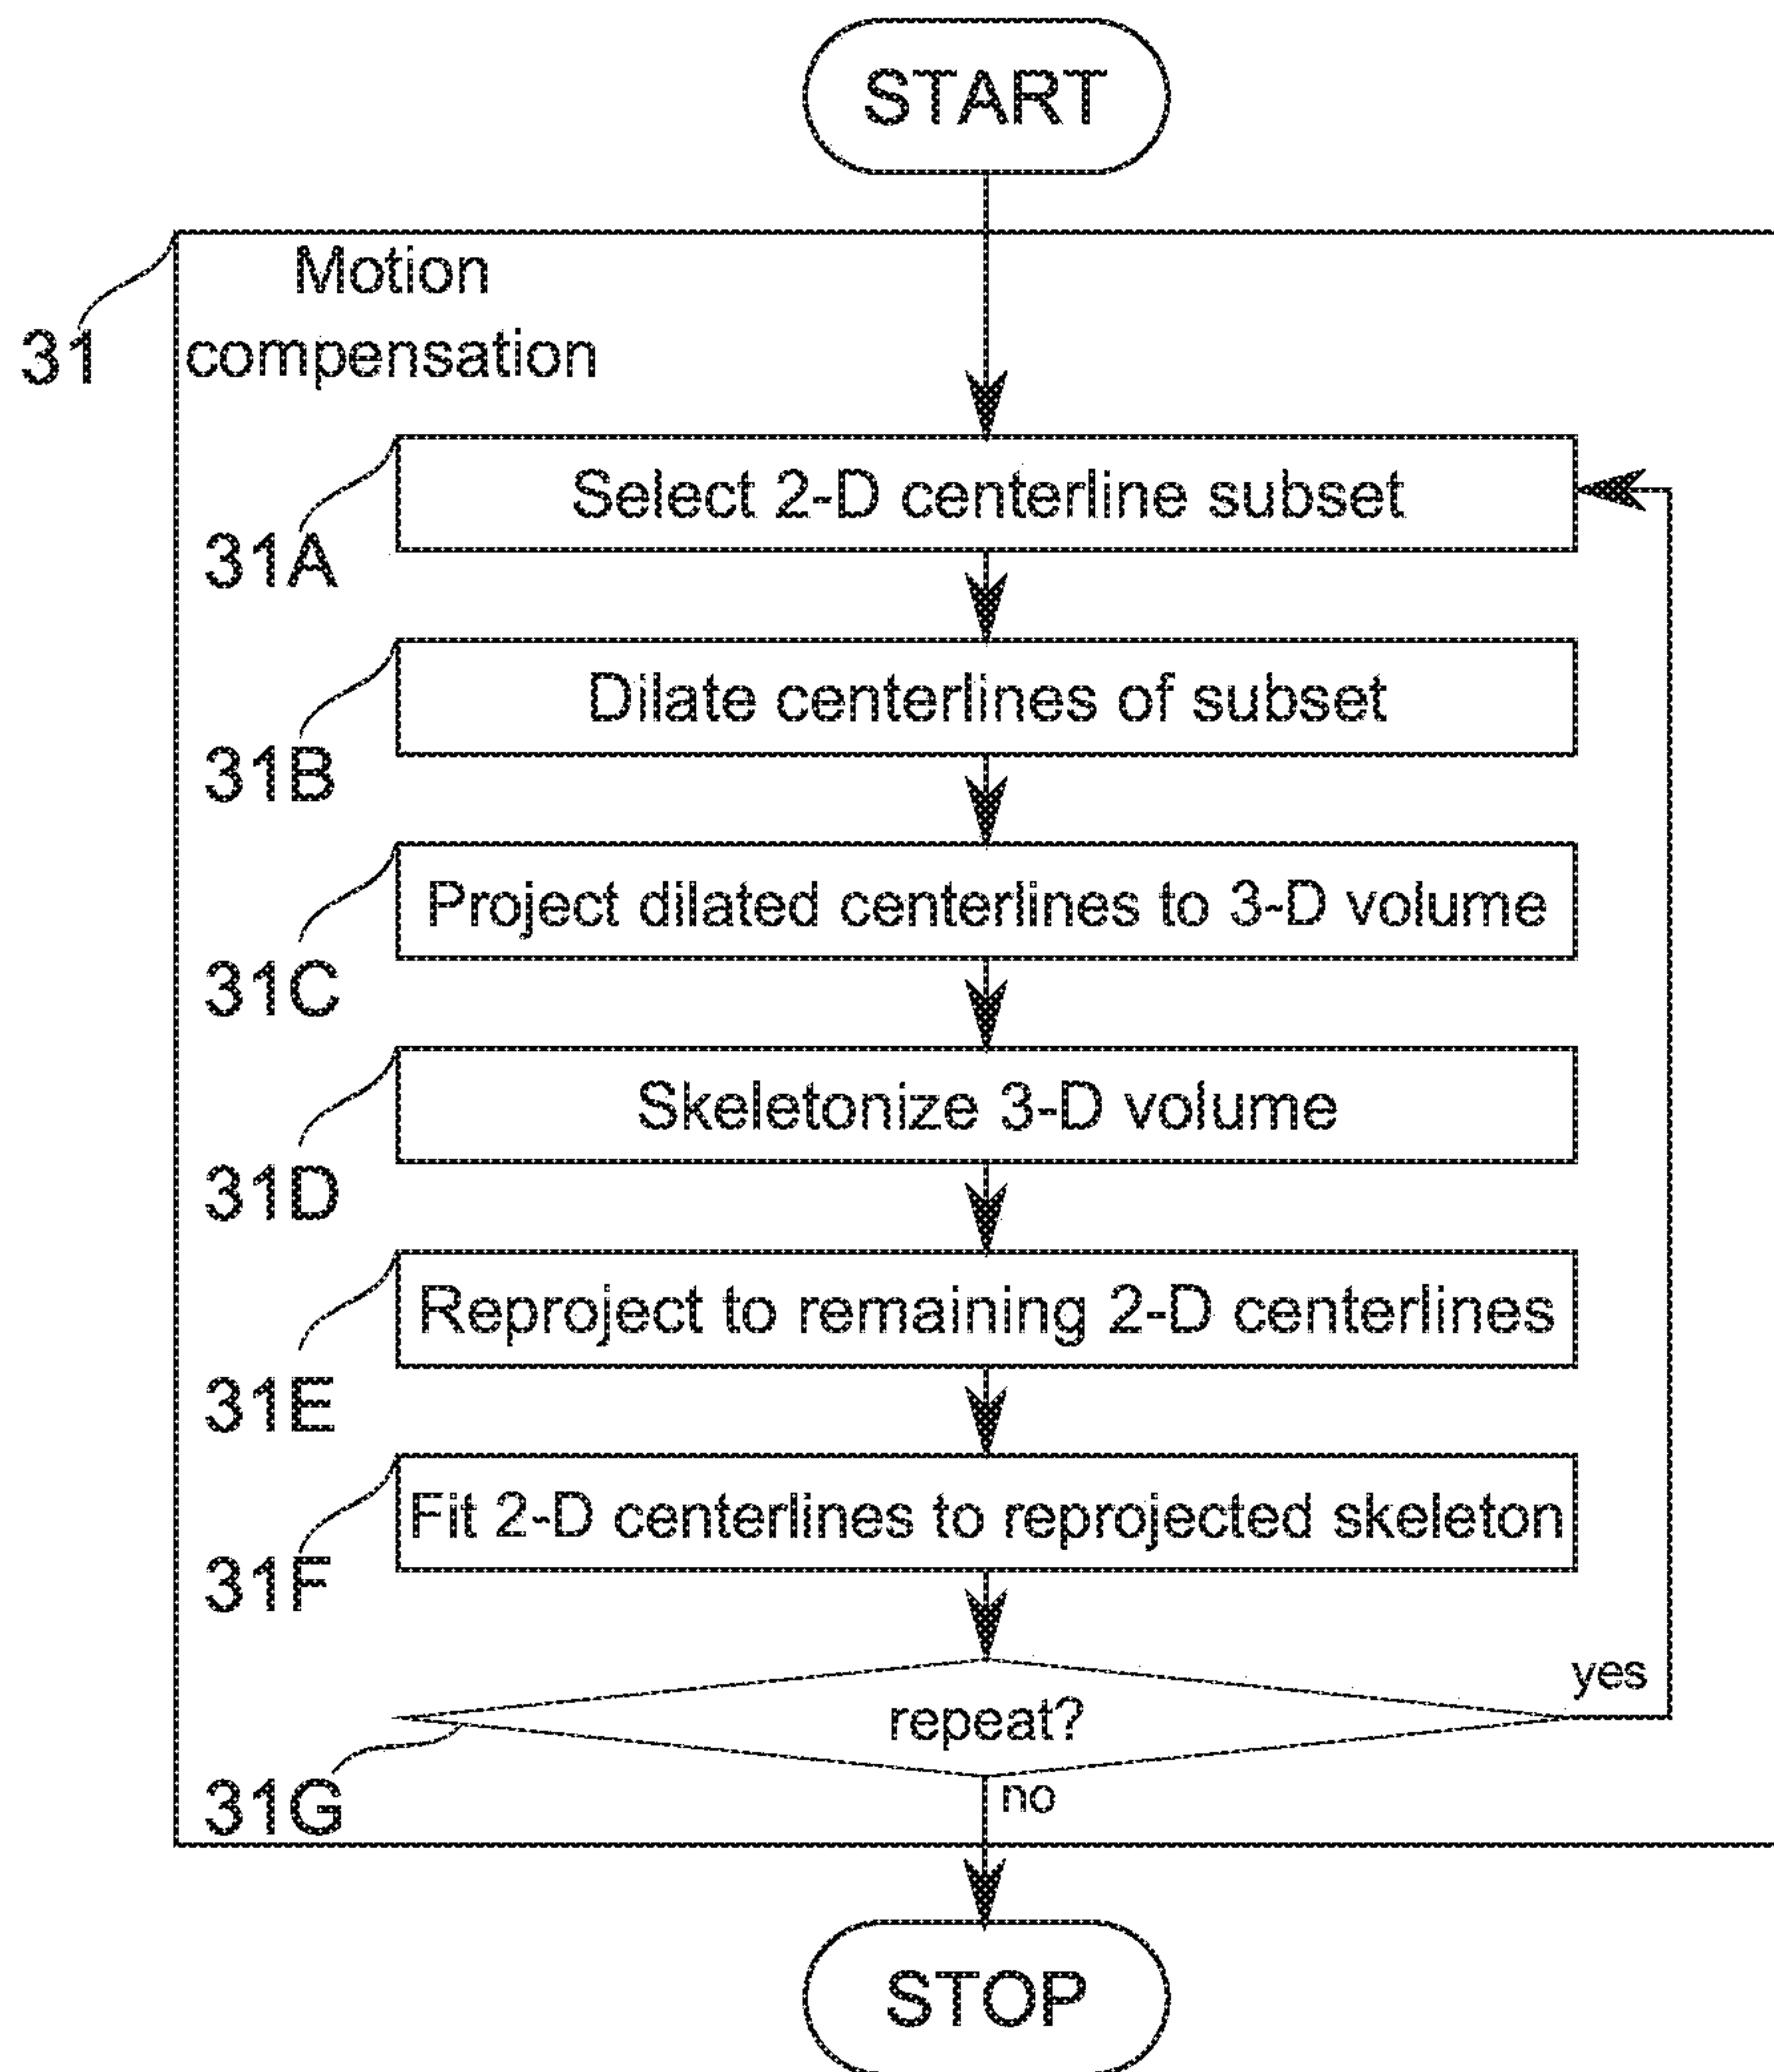 START
Motion
31
compensation
Select 2-D centerline subset
31A
Dilate centerlines of subset
31B
Project dilated centerlines to 3-D volume
31C
Skeletonize 3-D volume
31D
Reproject to remaining 2-D centerlines
31E
Fit 2-D centerlines to reprojected skeleton
31F
yes
repeat?
31G
no
STOP